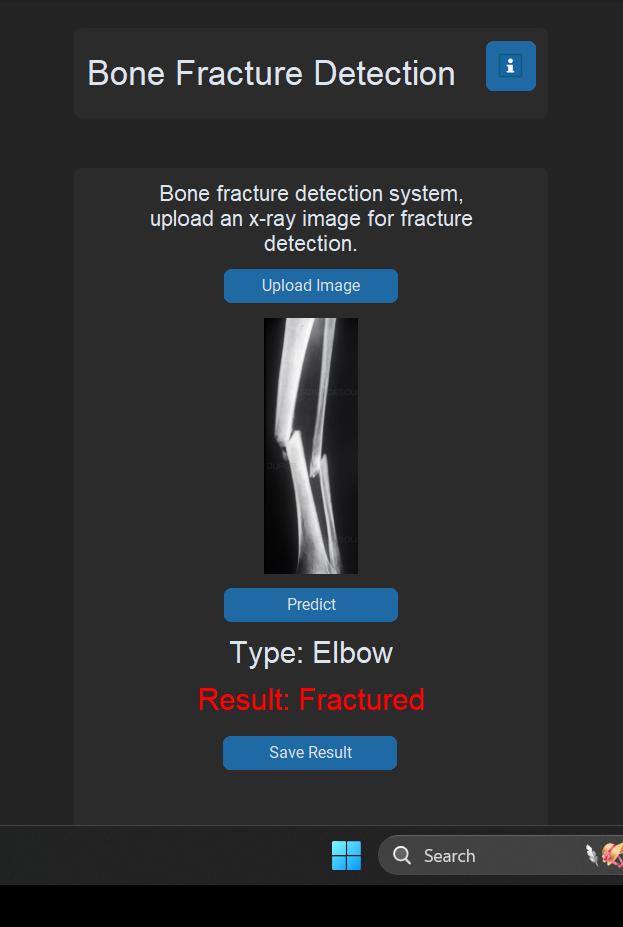 Bone Fracture Detection
Bone fracture detection system,
upload an x-ray image for fracture
detection.
Upload Image
Predict
Type: Elbow
Result: Fractured
Save Result
Search